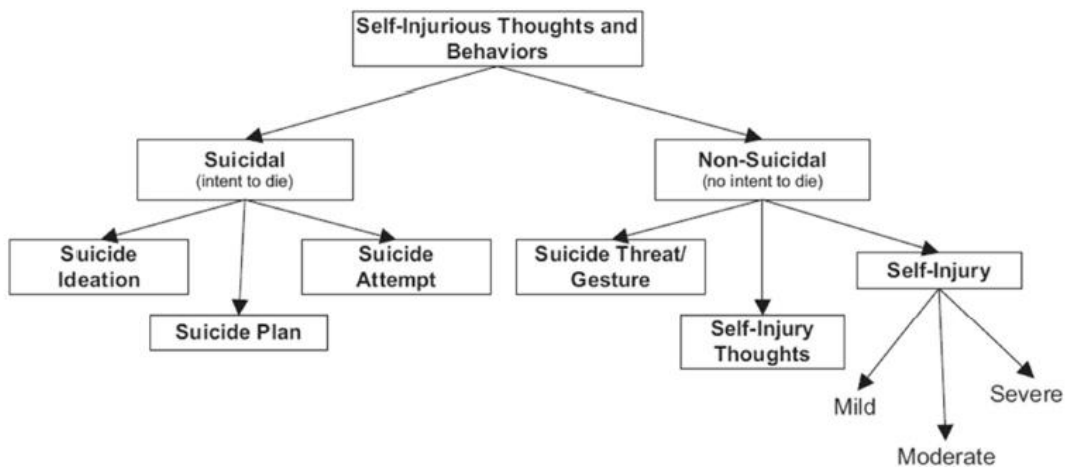 Self-Injurious Thoughts and
Behaviors
Suicidal
(intent to die)
Non-Suicidal
(no intent to die)
Suicide
Ideation
Suicide Plan
Suicide
Attempt
Suicide Threat/
Gesture
Self-Injury
Thoughts
Self-Injury
Mild
Moderate
Severe